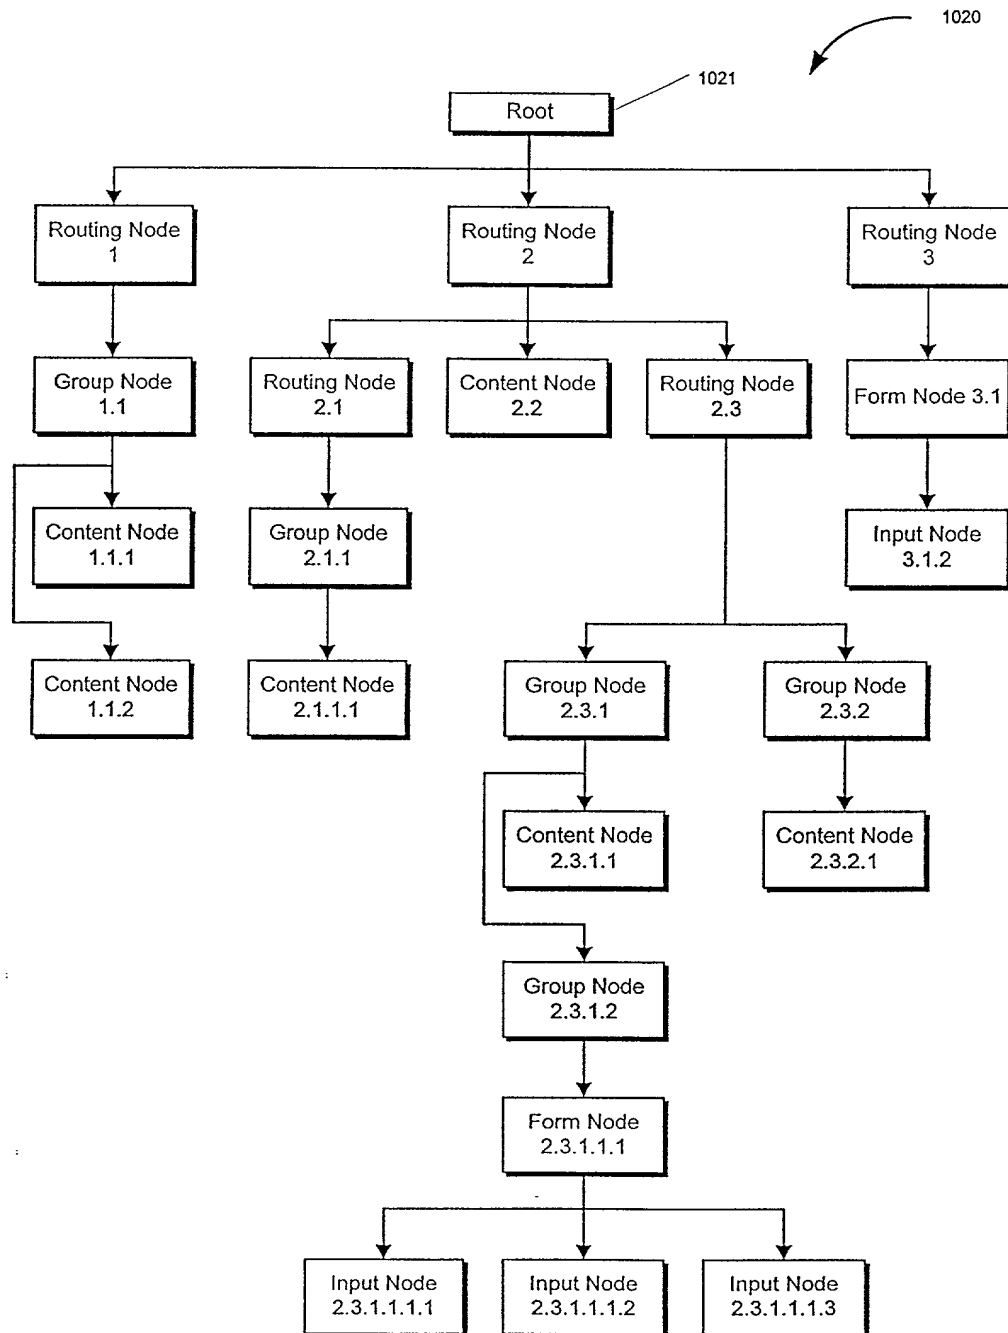 1020
1021
Root
Routing Node
1
Routing Node
2
Routing Node
3
Group Node
1.1
Routing Node
2.1
Content Node
2.2
Routing Node
2.3
Form Node 3.1
Content Node
1.1.1
Group Node
2.1.1
Input Node
3.1.2
Content Node
1.1.2
Content Node
2.1.1.1
Group Node
2.3.1
Group Node
2.3.2
Content Node
2.3.1.1
Content Node
2.3.2.1
Group Node
2.3.1.2
Form Node
2.3.1.1.1
Input Node
2.3.1.1.1.1
Input Node
2.3.1.1.1.2
Input Node
2.3.1.1.1.3